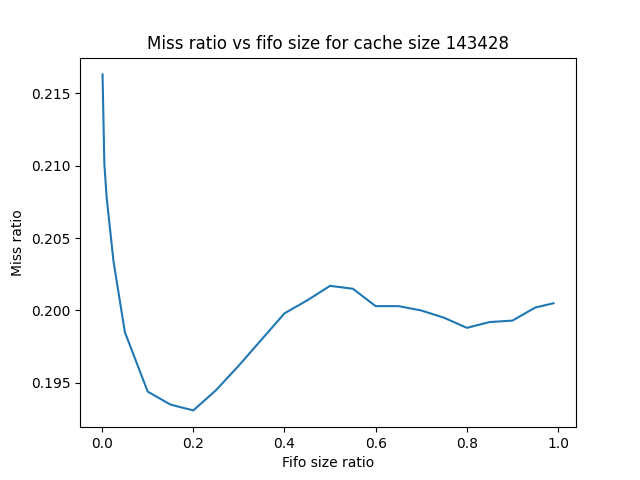 Miss ratio vs fifo size for cache size 143428
0.215
0.210
0.205
0.200
0.195
Miss ratio
0.0 0.2 0.4 0.6 0.8 1.0
Fifo size ratio